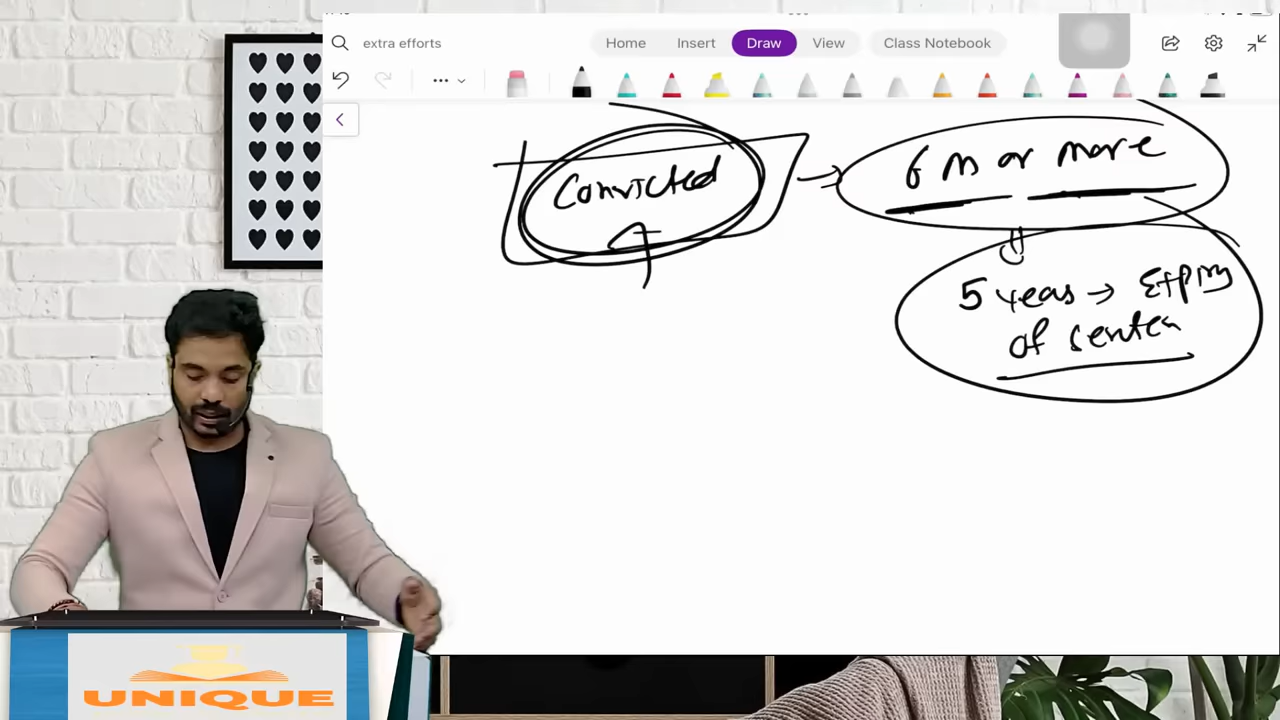 extra efforts
Home Insert Draw View Class Notebook
Convicted → 6 m or more
5 years → Expiry
of senten
UNIQUE